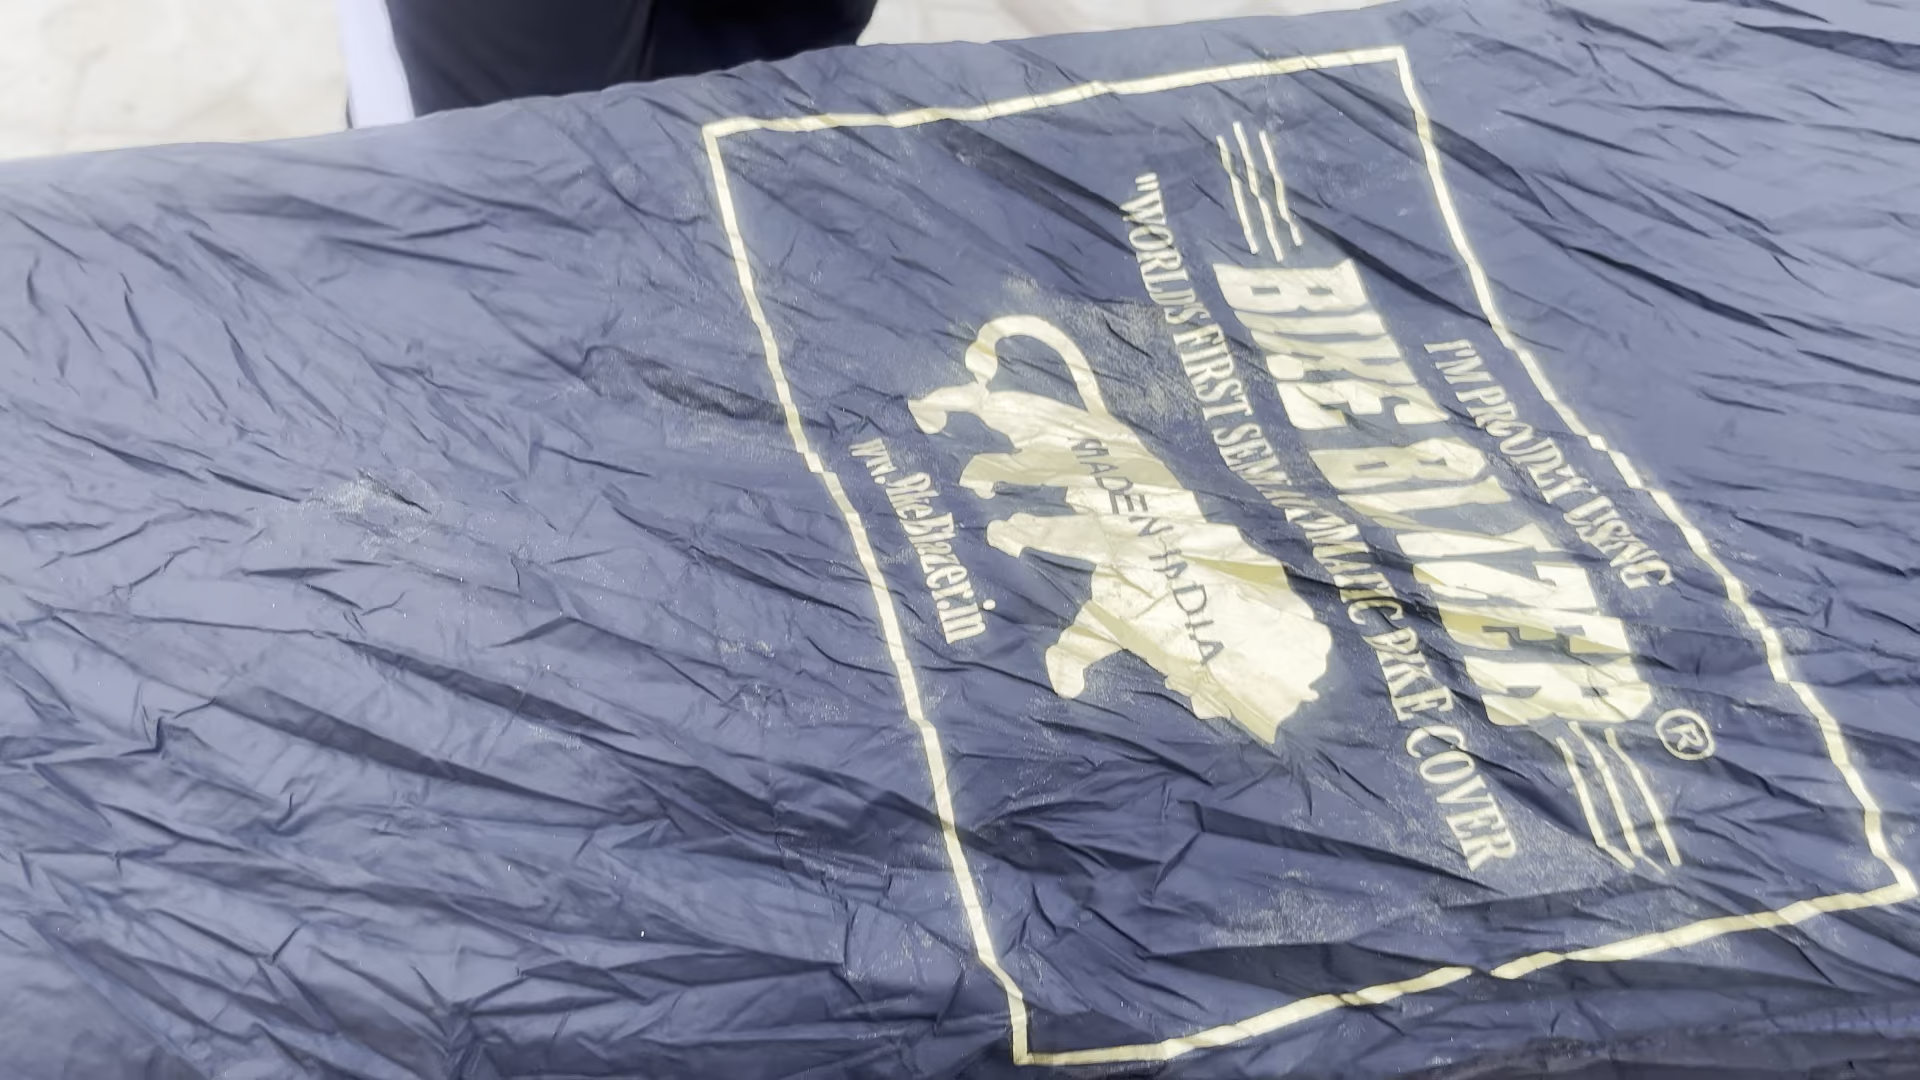 I'M PROUDLY USING
BIKE BLAZER ®
"WORLDS FIRST SEMI AUTOMATIC BIKE COVER
MADE IN INDIA
www.BikeBlazer.in